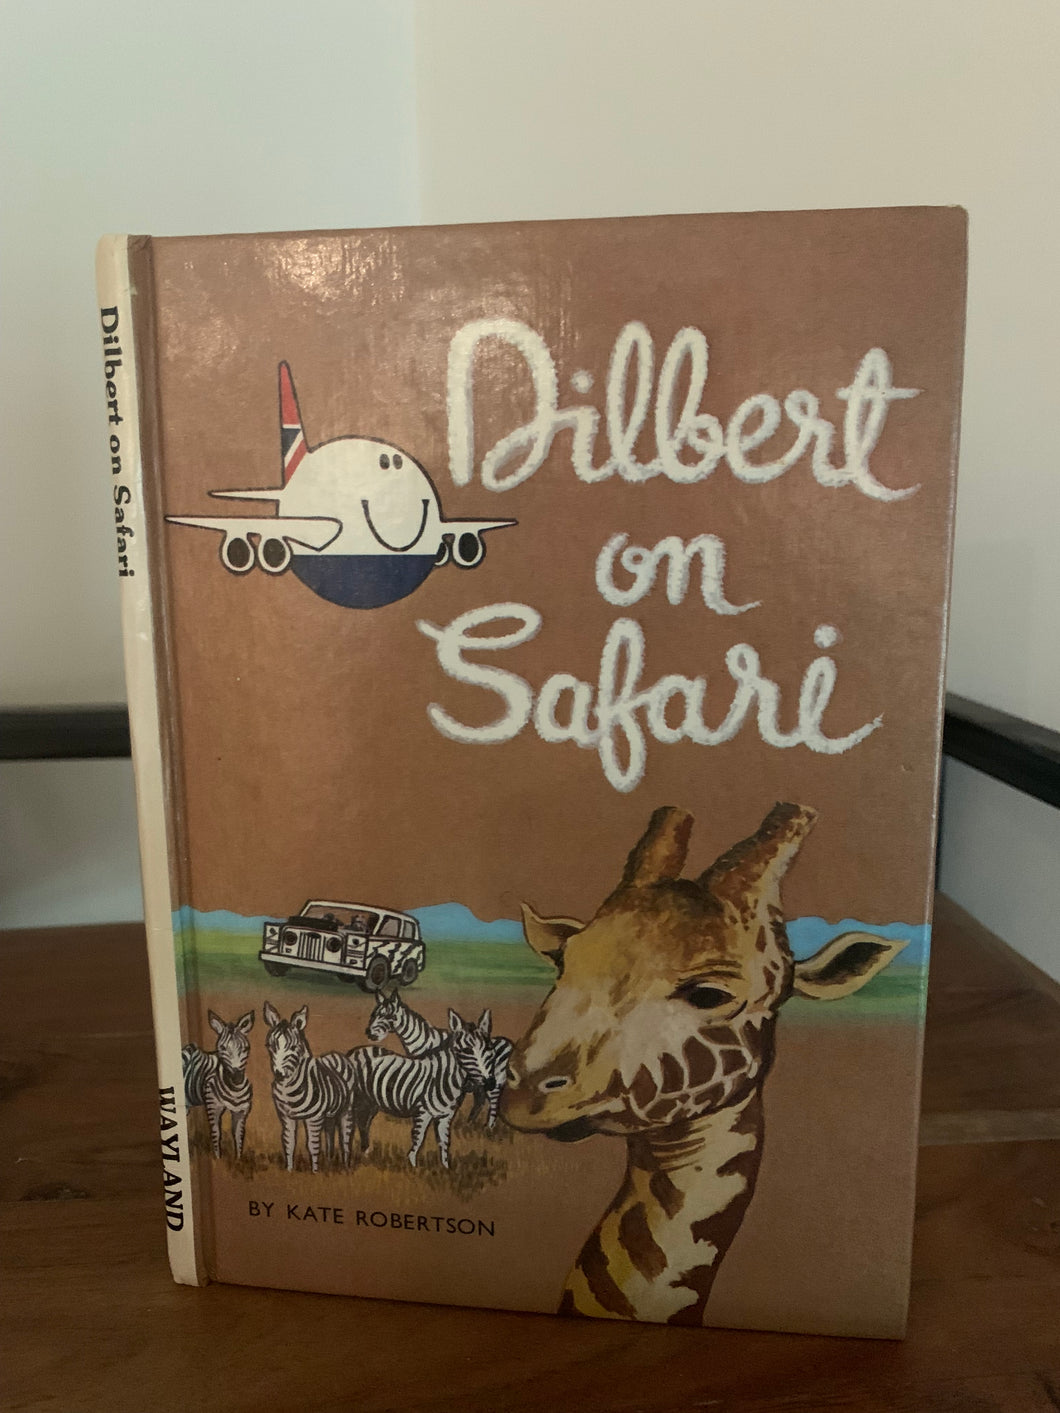 Dilbert on Safari
WAYLAND
Dilbert
on
Safari
BY KATE ROBERTSON